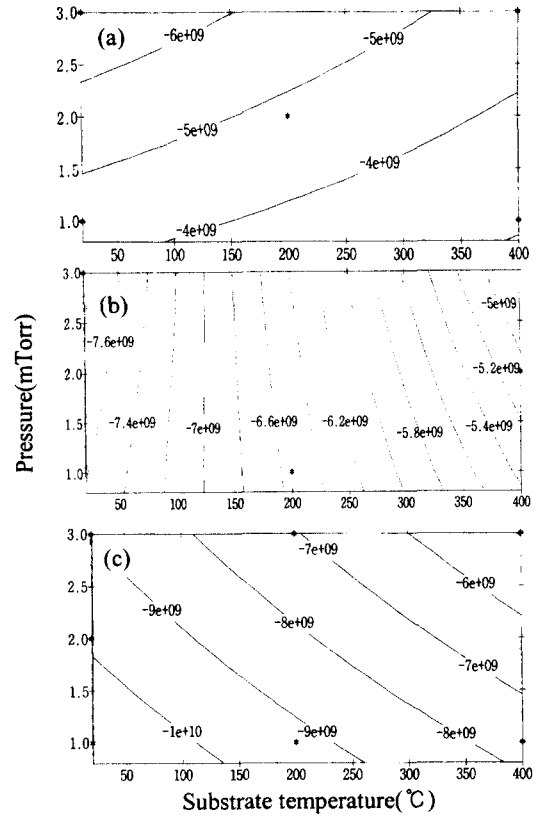 3.0
(a)
-6e+09
-5e+09
2.5
2.0
-5e+09
1.5
-4e+09
1.0
-4e+09
50 100 150 200 250 300 350 400
3.0
(b)
-5e+09
2.5
-7.6e+09
2.0
-5.2e+09
1.5
-7.4e+09 -7e+09 -6.6e+09 -6.2e+09 -5.8e+09 -5.4e+09
1.0
50 100 150 200 250 300 350 400
Pressure(mTorr)
3.0
(c)
-7e+09
2.5
-6e+09
-9e+09
-8e+09
2.0
-7e+09
1.5
-1e+10 -9e+09 -8e+09
1.0
50 100 150 200 250 300 350 400
Substrate temperature(℃)